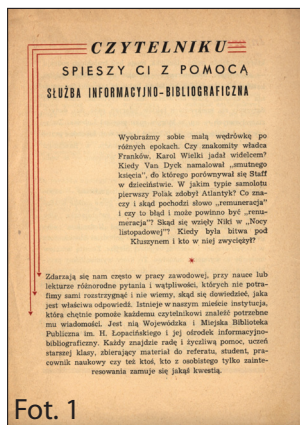 CZYTELNIKU
SPIESZY CI Z POMOCĄ
SŁUŻBA INFORMACYJNO-BIBLIOGRAFICZNA
Wyobraźmy sobie małą wędrówkę po
różnych epokach. Czy znakomity władca
Franków, Karol Wielki jadał widelcem?
Kiedy Van Dyck namalował „smutnego
księcia", do którego porównywał się Staff
w dzieciństwie. W jakim typie samolotu
pierwszy Polak zdobył Atlantyk? Co zna-
czy i skąd pochodzi słowo „remuneracja"
i czy to błąd i może powinno być „renu-
meracja"? Skąd się wzięły Niki w „Nocy
listopadowej"? Kiedy była bitwa pod
Kłuszynem i kto w niej zwyciężył?
*
Zdarzają się nam często w pracy zawodowej, przy nauce lub
lekturze różnorodne pytania i wątpliwości, których nie potra-
fimy sami rozstrzygnąć i nie wiemy, skąd się dowiedzieć, jaka
jest właściwa odpowiedź. Istnieje w naszym mieście instytucja,
która chętnie pomoże każdemu czytelnikowi znaleźć potrzebne
mu wiadomości. Jest nią Wojewódzka i Miejska Biblioteka
Publiczna im. H. Łopacińskiego i jej ośrodek informacyjno-
bibliograficzny. Każdy znajdzie radę i życzliwą pomoc, uczeń
starszej klasy, zbierający materiał do referatu, student, pra-
cownik naukowy czy też ktoś, kto z osobistego tylko zainte-
resowania zamuje się jakąś kwestią.
Fot. 1